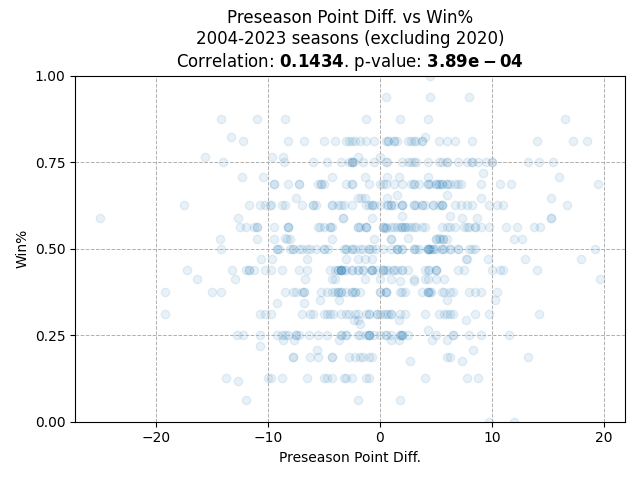 Preseason Point Diff. vs Win%
2004-2023 seasons (excluding 2020)
Correlation: 0.1434. p-value: 3.89e − 04
1.00
0.75
0.50
0.25
0.00
Win%
−20
−10
0
10
20
Preseason Point Diff.